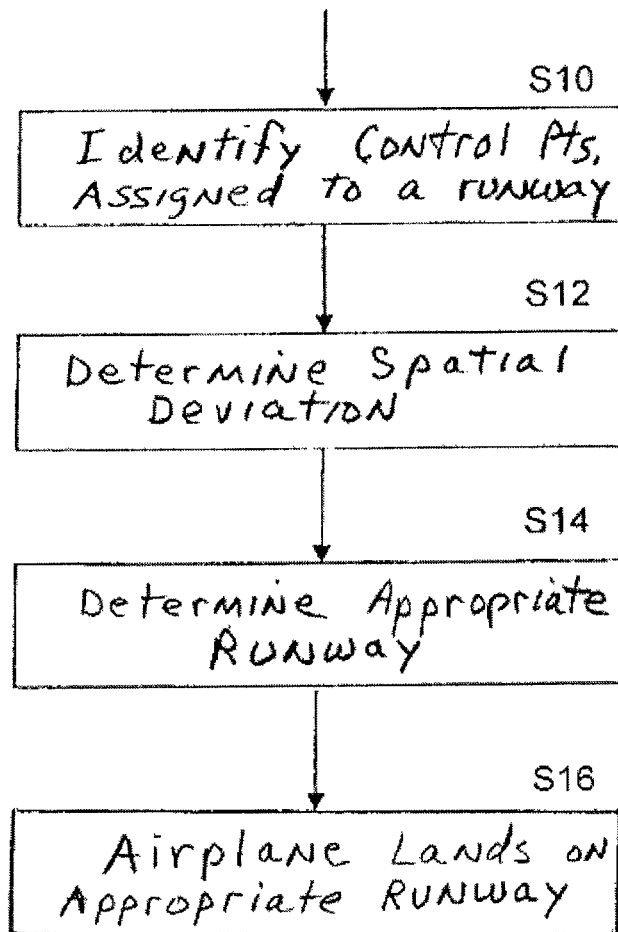 S10
Identify Control Pts.
Assigned to a runway
S12
Determine Spatial
Deviation
S14
Determine Appropriate
Runway
S16
Airplane Lands on
Appropriate Runway